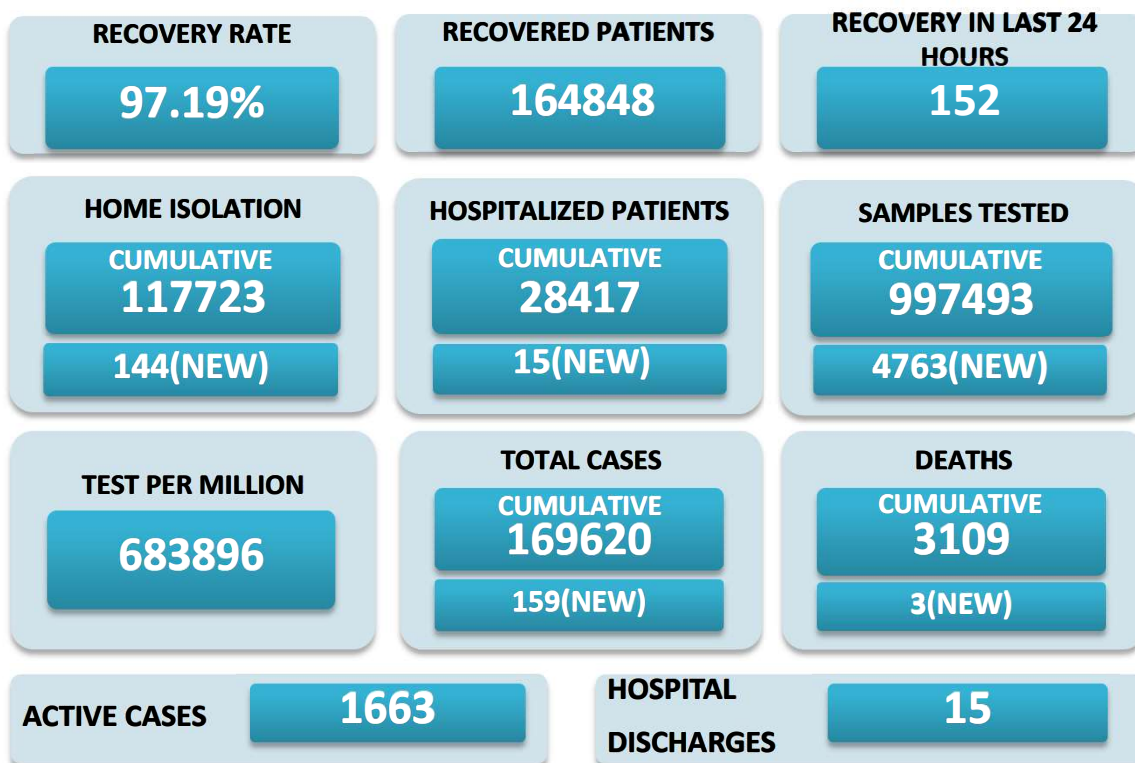 RECOVERY RATE
97.19%
RECOVERED PATIENTS
164848
RECOVERY IN LAST 24
HOURS
152
HOME ISOLATION
CUMULATIVE
117723
144(NEW)
HOSPITALIZED PATIENTS
CUMULATIVE
28417
15(NEW)
SAMPLES TESTED
CUMULATIVE
997493
4763(NEW)
TEST PER MILLION
683896
TOTAL CASES
CUMULATIVE
169620
159(NEW)
DEATHS
CUMULATIVE
3109
3(NEW)
ACTIVE CASES
1663
HOSPITAL
DISCHARGES
15